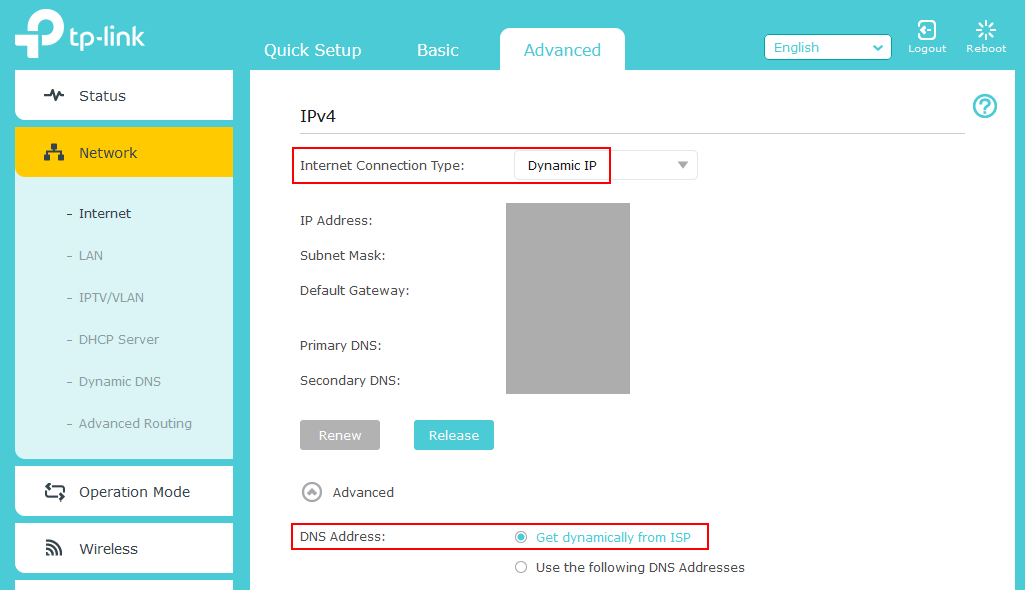 tp-link
Quick Setup
Basic
Advanced
English
Logout
Reboot
Status
Network
- Internet
- LAN
- IPTV/VLAN
- DHCP Server
- Dynamic DNS
- Advanced Routing
Operation Mode
Wireless
IPv4
?
Internet Connection Type: Dynamic IP
IP Address:
Subnet Mask:
Default Gateway:
Primary DNS:
Secondary DNS:
Renew Release
Advanced
DNS Address: Get dynamically from ISP
Use the following DNS Addresses